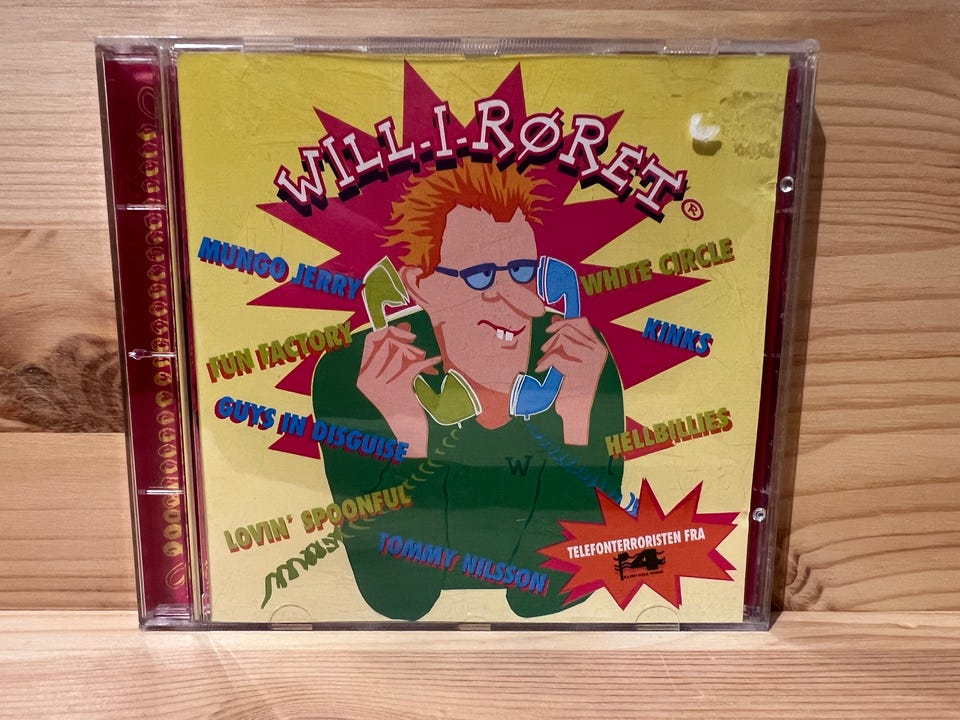 WILL-I-RØRET
®
MUNGO JERRY
WHITE CIRCLE
FUN FACTORY
KINKS
GUYS IN DISGUISE
HELLBILLIES
LOVIN' SPOONFUL
TOMMY NILSSON
W
TELEFONTERRORISTEN FRA
4